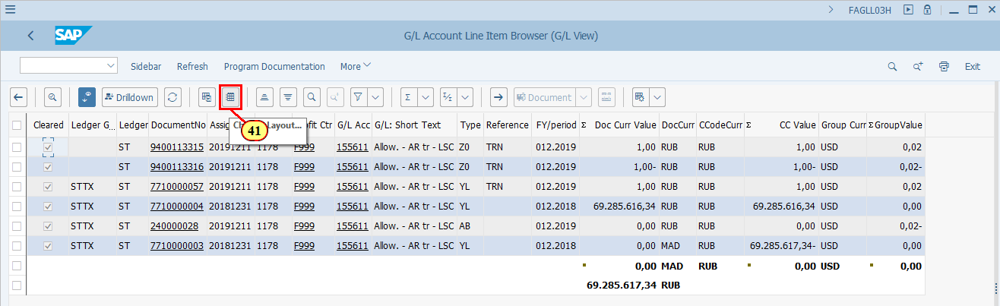 FAGLL03H
SAP G/L Account Line Item Browser (G/L View)
Sidebar Refresh Program Documentation More Exit
Drilldown Σ Document
Cleared Ledger G... Ledger DocumentNo Assig fit Ctr G/L Acc G/L: Short Text Type Reference FY/period Σ Doc Curr Value DocCurr CCodeCurr Σ CC Value Group Curr Σ GroupValue
41 Layout...
ST 9400113315 20191211 1178 F999 155611 Allow. - AR tr - LSC Z0 TRN 012.2019 1,00 RUB RUB 1,00 USD 0,02
ST 9400113316 20191211 1178 F999 155611 Allow. - AR tr - LSC Z0 TRN 012.2019 1,00- RUB RUB 1,00- USD 0,02-
STTX ST 7710000057 20191211 1178 F999 155611 Allow. - AR tr - LSC YL TRN 012.2019 1,00 RUB RUB 1,00 USD 0,02
STTX ST 7710000004 20181231 1178 F999 155611 Allow. - AR tr - LSC YL 012.2018 69.285.616,34 RUB RUB 69.285.616,34 USD 0,00
STTX ST 240000028 20191211 1178 F999 155611 Allow. - AR tr - LSC AB 012.2019 0,00 RUB RUB 0,00 USD 0,02-
STTX ST 7710000003 20181231 1178 F999 155611 Allow. - AR tr - LSC YL 012.2018 0,00 MAD RUB 69.285.617,34- USD 0,00
0,00 MAD RUB 0,00 USD 0,00
69.285.617,34 RUB